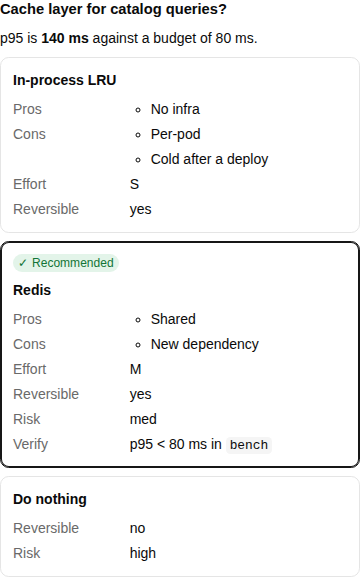 Cache layer for catalog queries?
p95 is 140 ms against a budget of 80 ms.
In-process LRU
Pros ◦ No infra
Cons ◦ Per-pod
◦ Cold after a deploy
Effort S
Reversible yes
✓ Recommended
Redis
Pros ◦ Shared
Cons ◦ New dependency
Effort M
Reversible yes
Risk med
Verify p95 < 80 ms in bench
Do nothing
Reversible no
Risk high